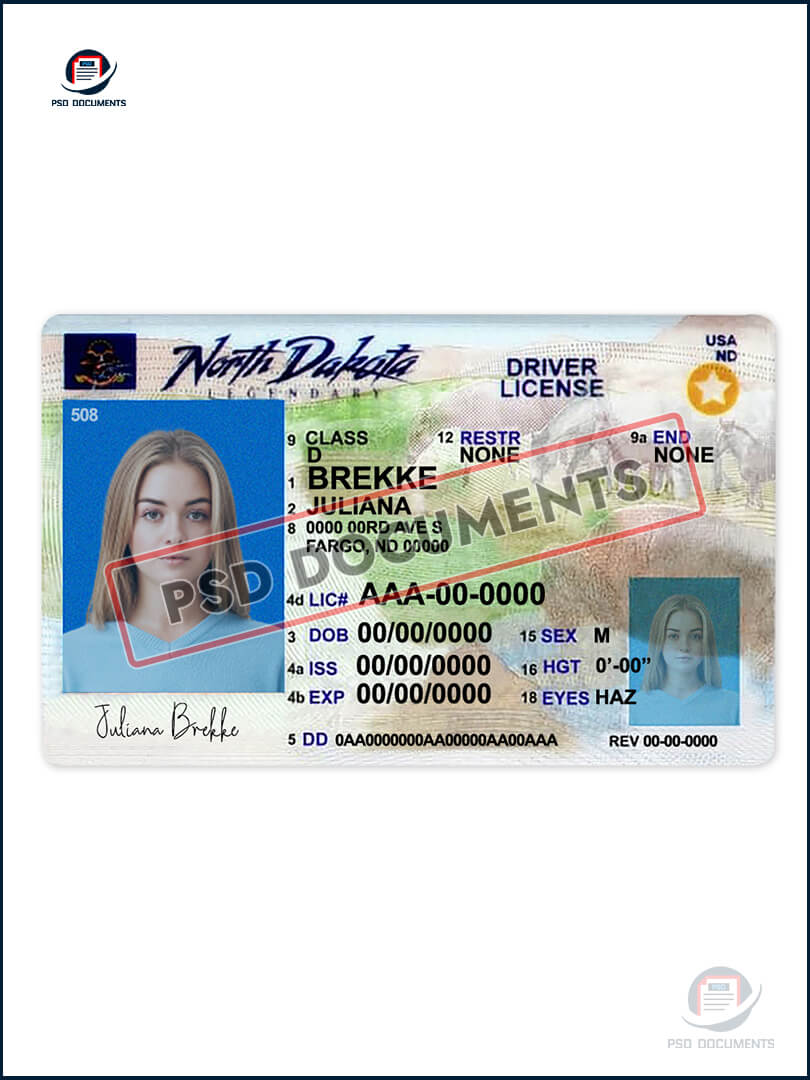 PSD DOCUMENTS
North Dakota
LEGENDARY
DRIVER
LICENSE
USA
ND
508
9 CLASS
D
12 RESTR
NONE
9a END
NONE
1 BREKKE
2 JULIANA
8 0000 00RD AVE S
FARGO, ND 00000
PSD DOCUMENTS
4d LIC# AAA-00-0000
3 DOB 00/00/0000 15 SEX M
4a ISS 00/00/0000 16 HGT 0’-00”
4b EXP 00/00/0000 18 EYES HAZ
Juliana Brekke
5 DD 0AA0000000AA00000AA00AAA REV 00-00-0000
PSD
PSD DOCUMENTS